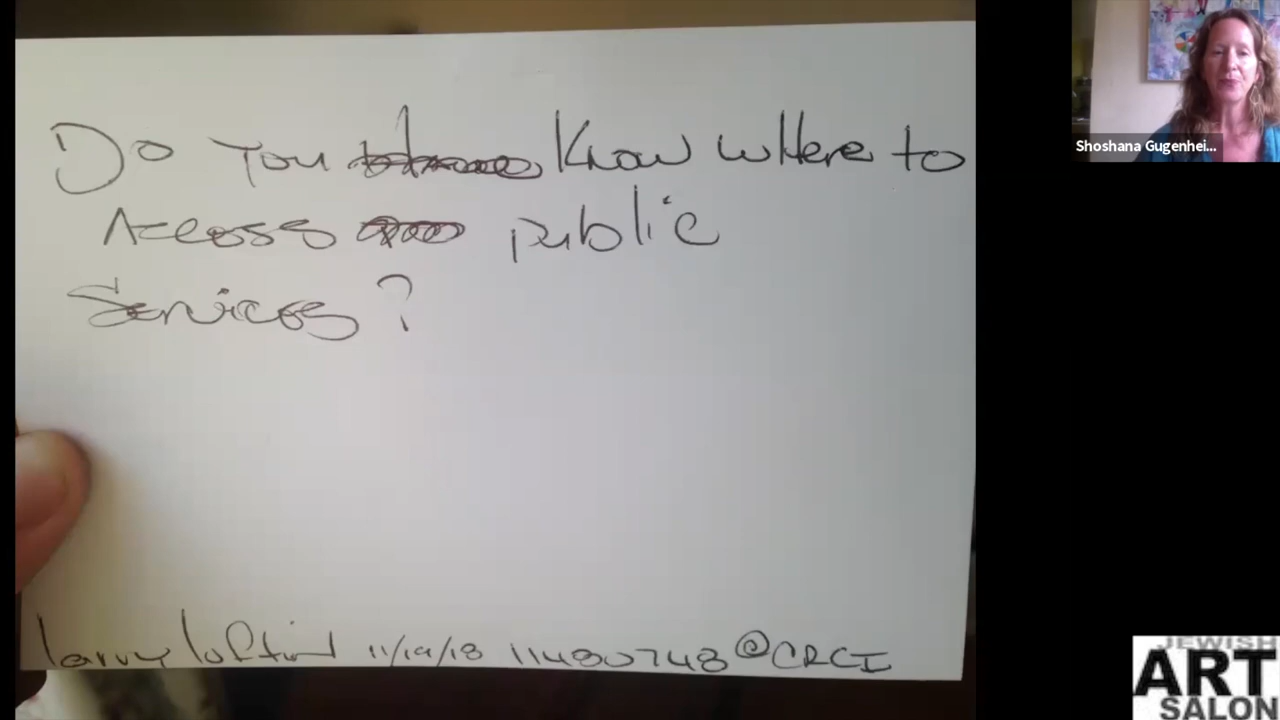 Do You Know where to
Access public
Services?
larry loftin 11/19/18 11480748 @CRCI
Shoshana Gugenhei...
JEWISH
ART
SALON